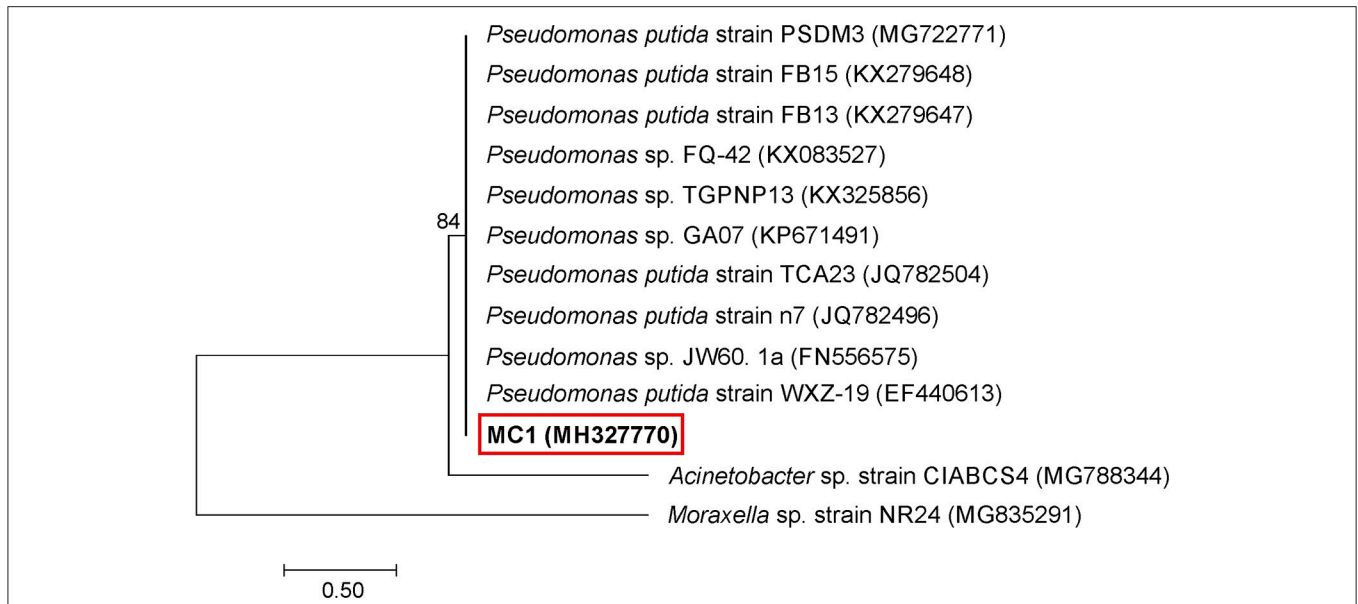 Pseudomonas putida strain PSDM3 (MG722771)
Pseudomonas putida strain FB15 (KX279648)
Pseudomonas putida strain FB13 (KX279647)
Pseudomonas sp. FQ-42 (KX083527)
Pseudomonas sp. TGPNP13 (KX325856)
84
Pseudomonas sp. GA07 (KP671491)
Pseudomonas putida strain TCA23 (JQ782504)
Pseudomonas putida strain n7 (JQ782496)
Pseudomonas sp. JW60. 1a (FN556575)
Pseudomonas putida strain WXZ-19 (EF440613)
MC1 (MH327770)
Acinetobacter sp. strain CIABCS4 (MG788344)
Moraxella sp. strain NR24 (MG835291)
0.50